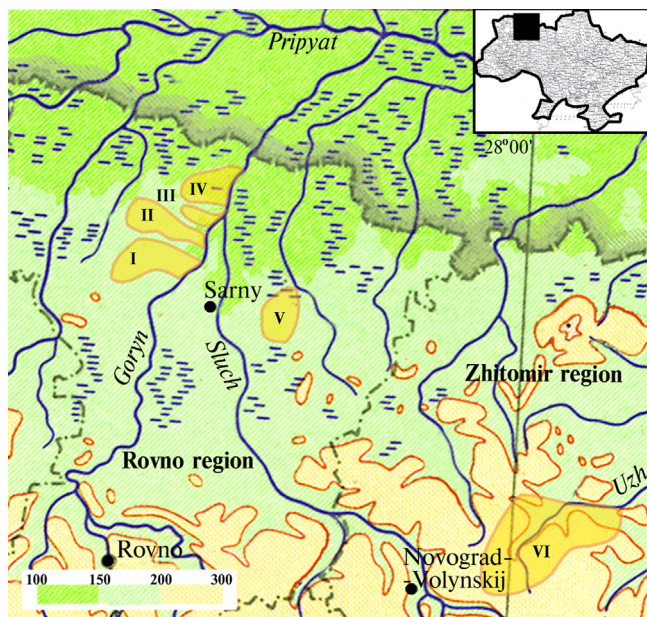 Pripyat
28°00'
III
IV
II
I
Sarny
V
Goryn
Sluch
Zhitomir region
Rovno region
Uzh
Rovno
Novograd-
-Volynskij
VI
100 150 200 300